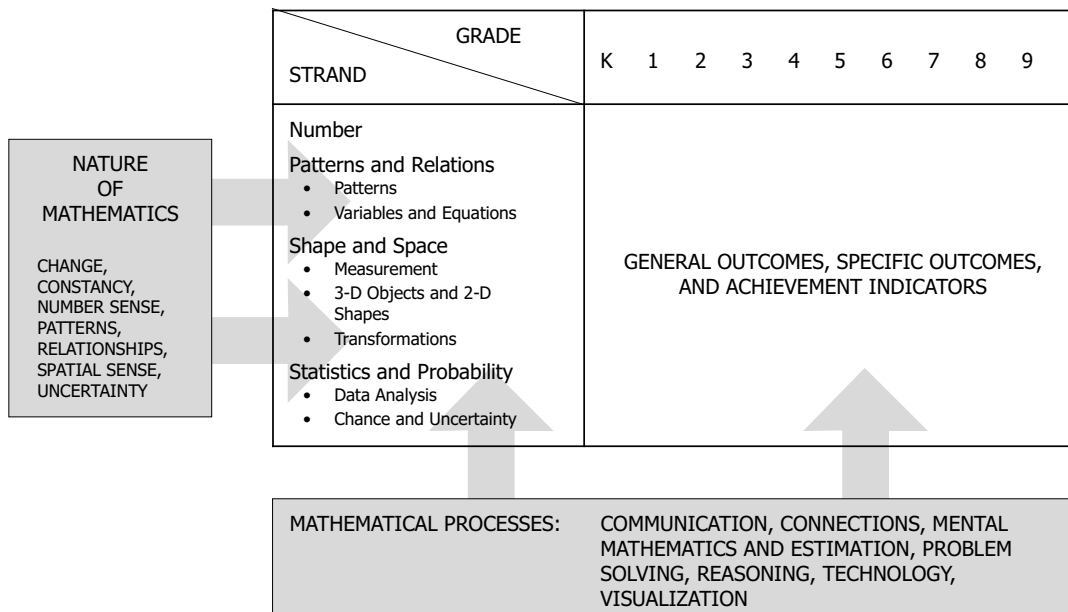 GRADE
STRAND
K 1 2 3 4 5 6 7 8 9
NATURE
OF
MATHEMATICS
CHANGE,
CONSTANCY,
NUMBER SENSE,
PATTERNS,
RELATIONSHIPS,
SPATIAL SENSE,
UNCERTAINTY
Number
Patterns and Relations
• Patterns
• Variables and Equations
Shape and Space
• Measurement
• 3-D Objects and 2-D
Shapes
• Transformations
Statistics and Probability
• Data Analysis
• Chance and Uncertainty
GENERAL OUTCOMES, SPECIFIC OUTCOMES,
AND ACHIEVEMENT INDICATORS
MATHEMATICAL PROCESSES: COMMUNICATION, CONNECTIONS, MENTAL
MATHEMATICS AND ESTIMATION, PROBLEM
SOLVING, REASONING, TECHNOLOGY,
VISUALIZATION